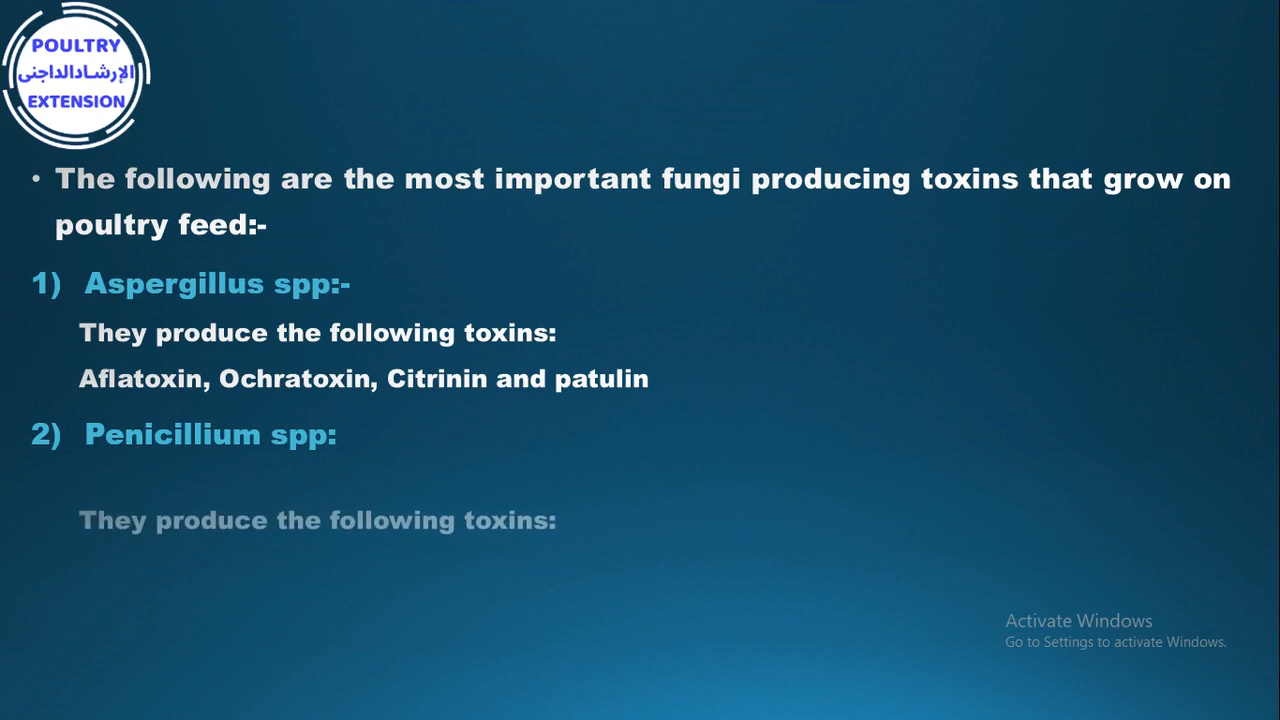 POULTRY
الإرشادالداجنى
EXTENSION
• The following are the most important fungi producing toxins that grow on
poultry feed:-
1) Aspergillus spp:-
They produce the following toxins:
Aflatoxin, Ochratoxin, Citrinin and patulin
2) Penicillium spp:
They produce the following toxins:
Activate Windows
Go to Settings to activate Windows.